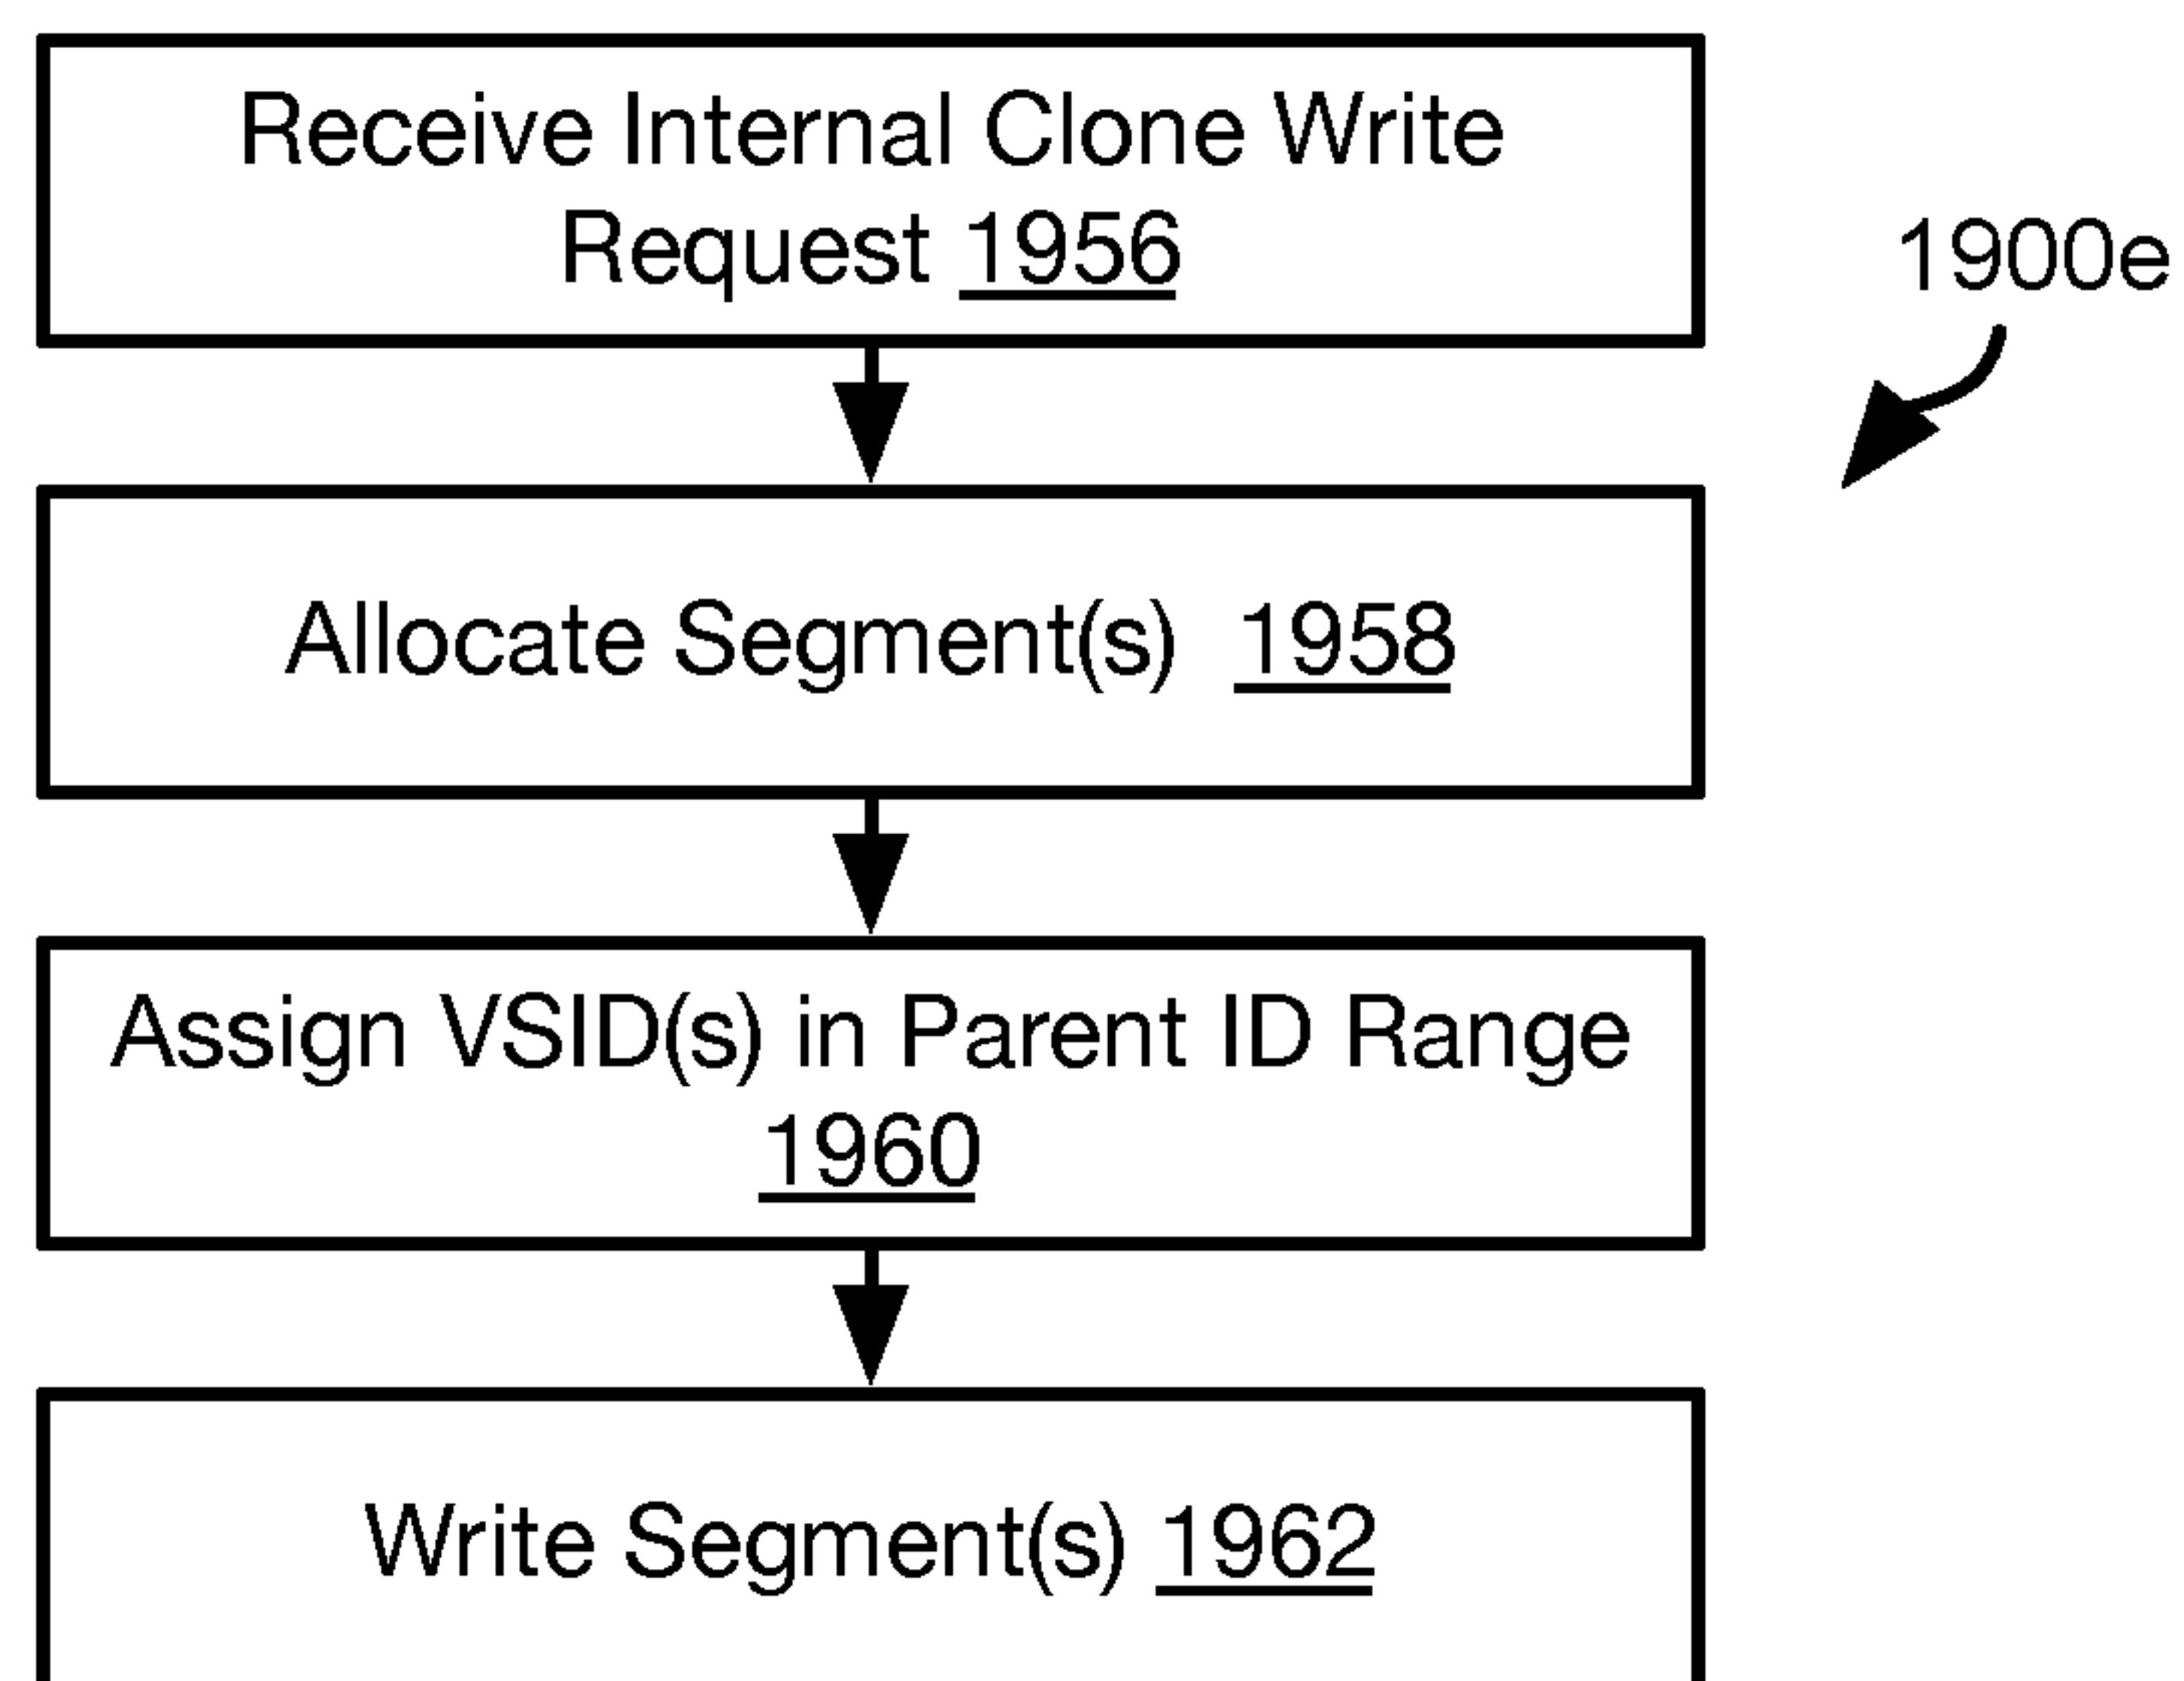 Receive Internal Clone Write
Request 1956
1900e
Allocate Segment(s) 1958
Assign VSID(s) in Parent ID Range
1960
Write Segment(s) 1962